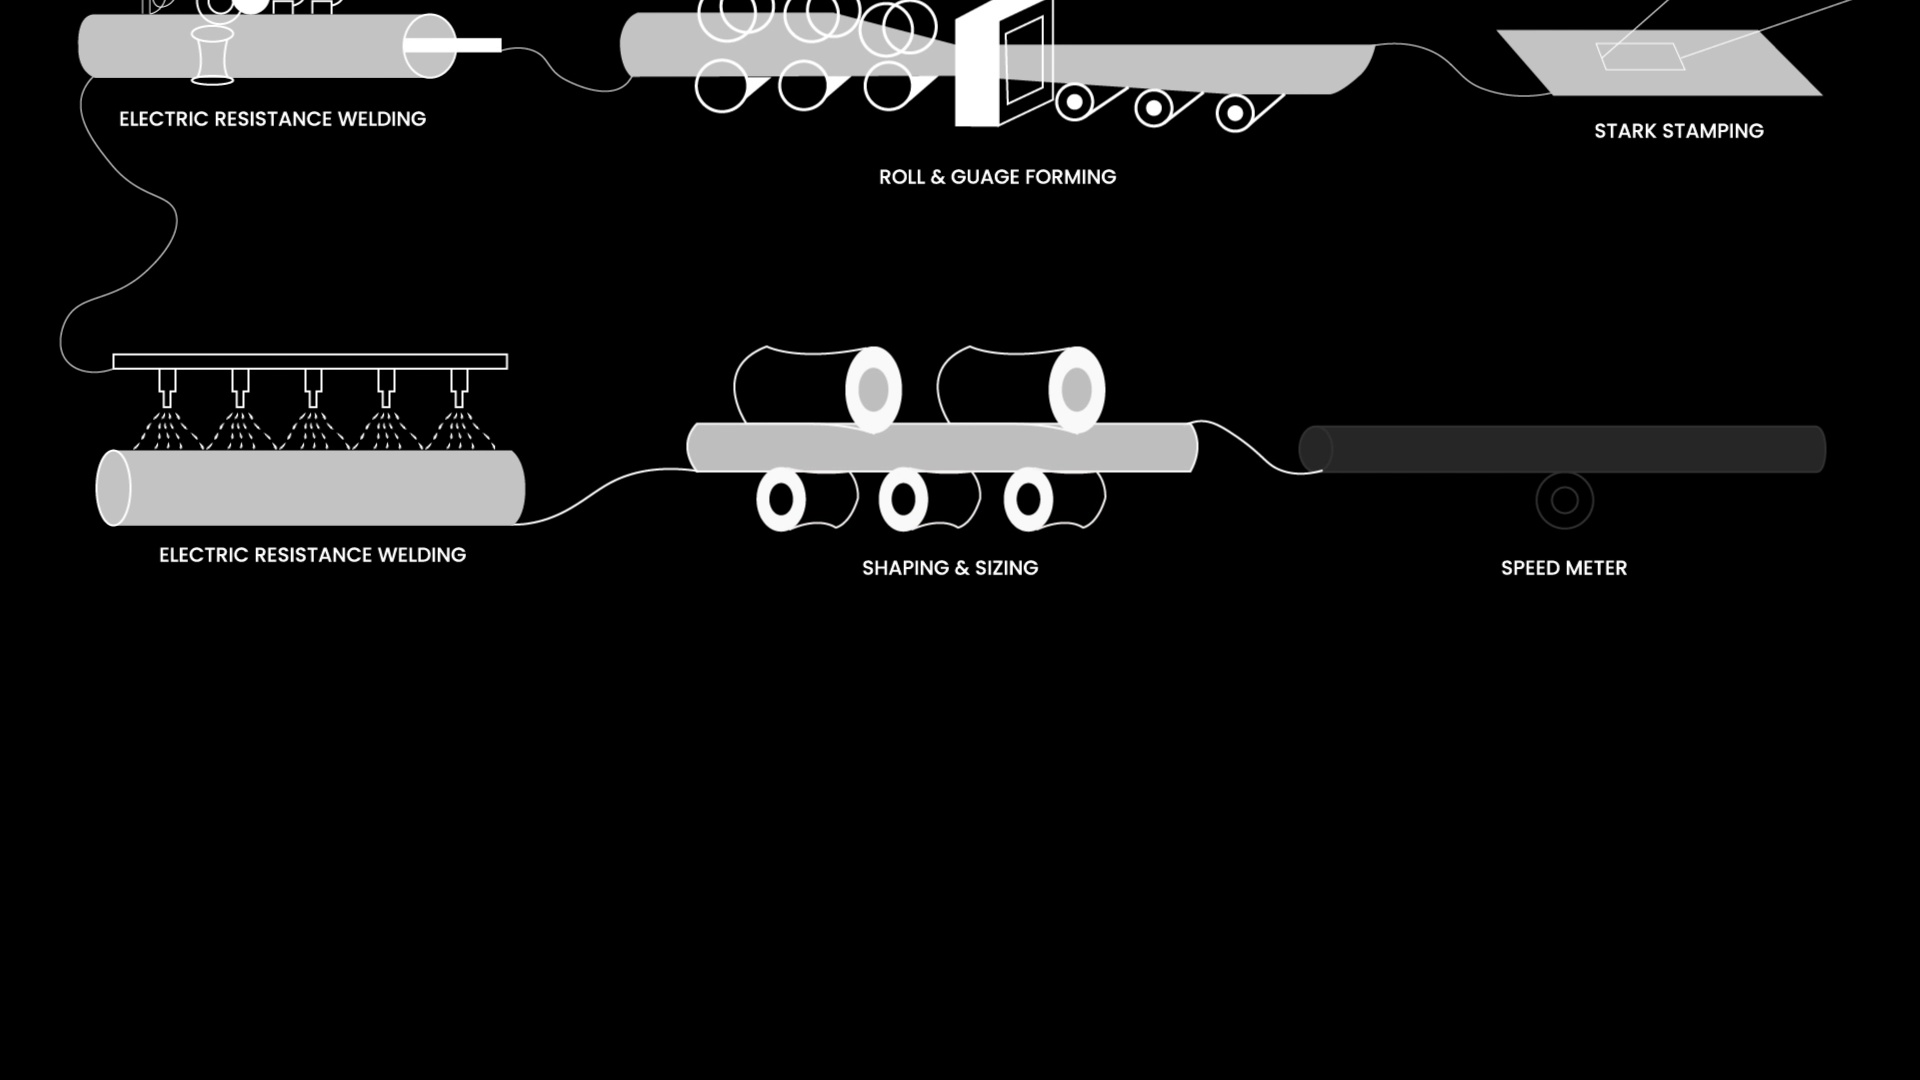 ELECTRIC RESISTANCE WELDING
STARK STAMPING
ROLL & GUAGE FORMING
ELECTRIC RESISTANCE WELDING
SHAPING & SIZING
SPEED METER